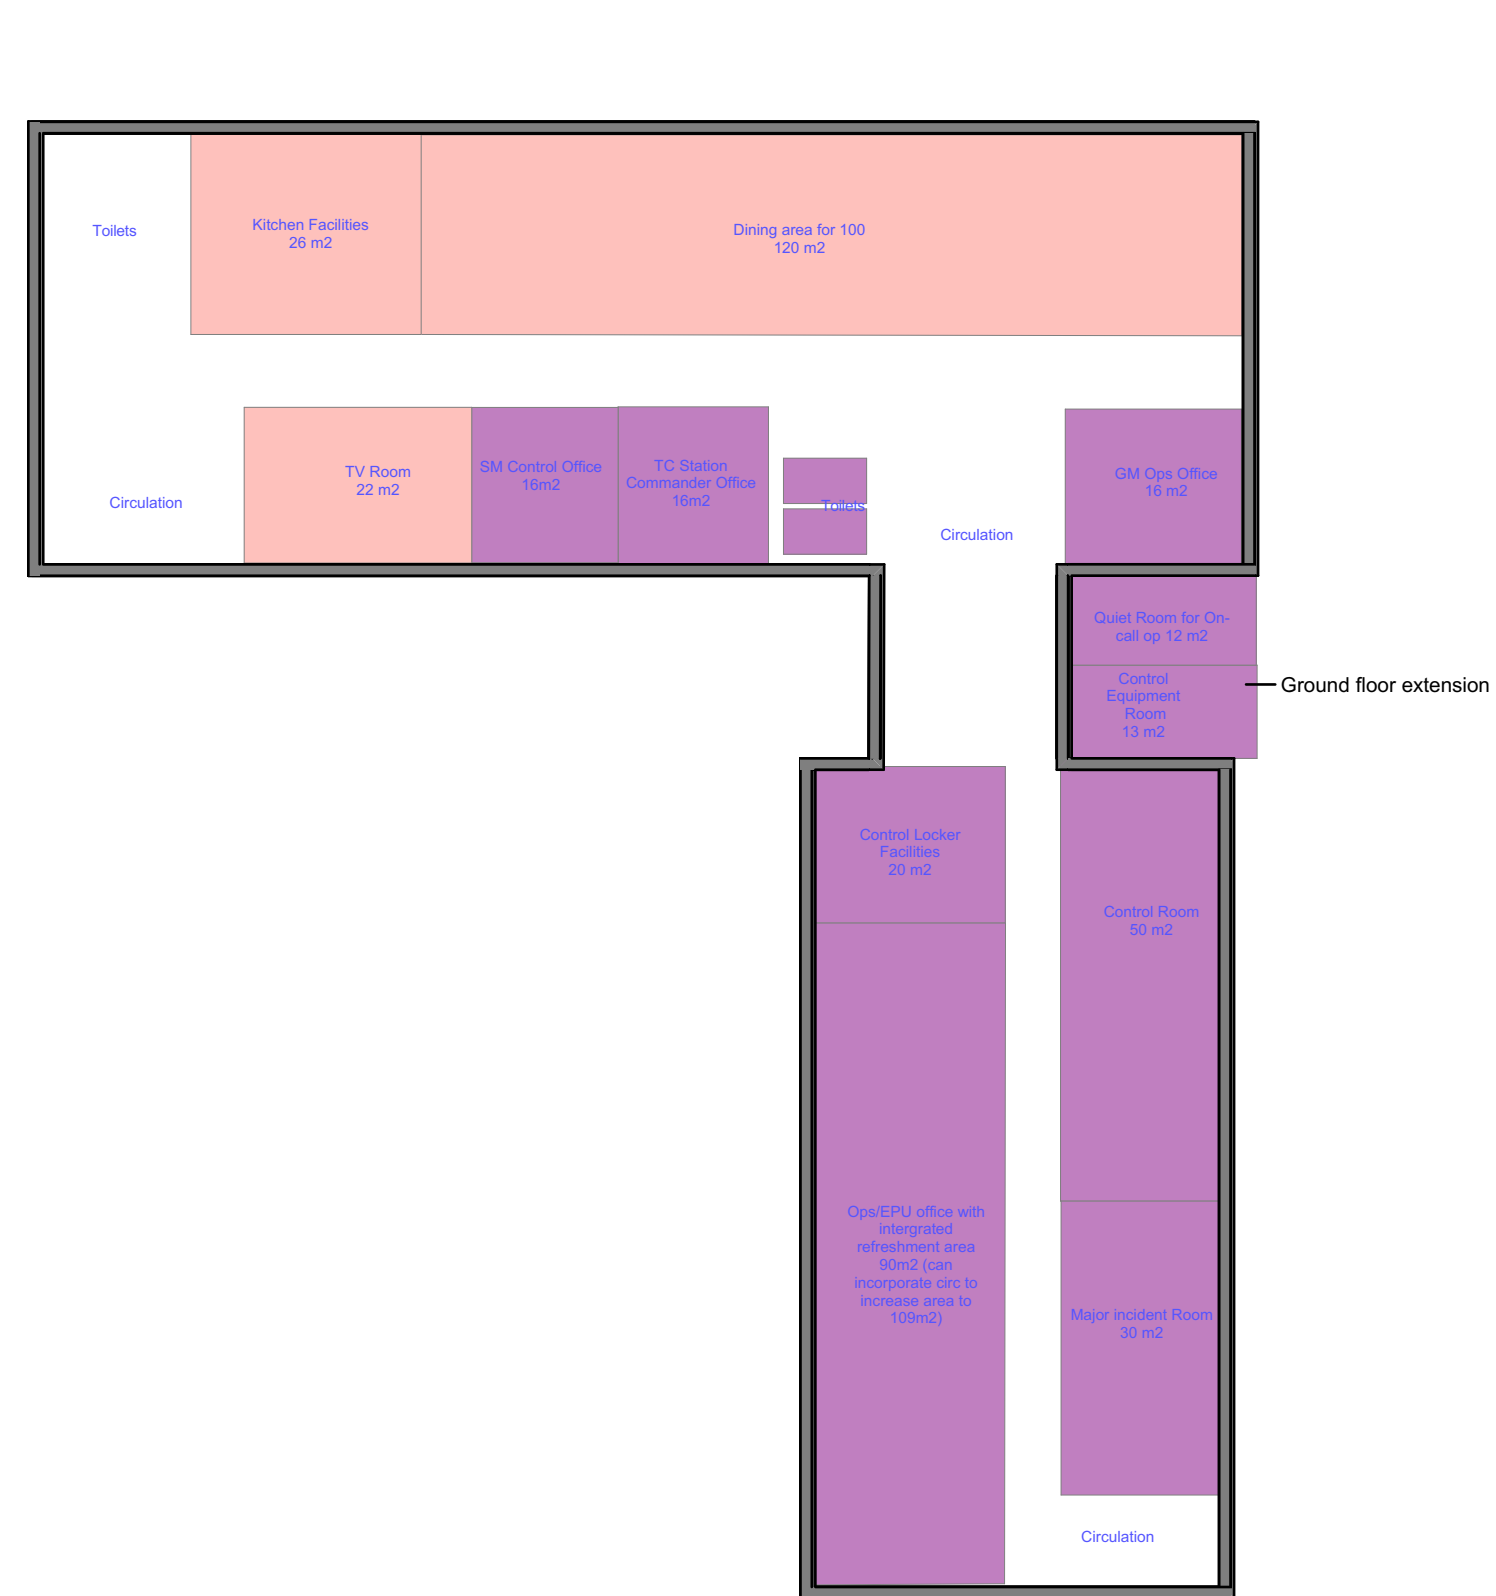 Toilets
Kitchen Facilities
26 m2
Dining area for 100
120 m2
TV Room
22 m2
SM Control Office
16m2
TC Station
Commander Office
16m2
Toilets
GM Ops Office
16 m2
Circulation
Circulation
Quiet Room for On-
call op 12 m2
Control
Equipment
Room
13 m2
Ground floor extension
Control Locker
Facilities
20 m2
Control Room
50 m2
Ops/EPU office with
intergrated
refreshment area
90m2 (can
incorporate circ to
increase area to
109m2)
Major incident Room
30 m2
Circulation